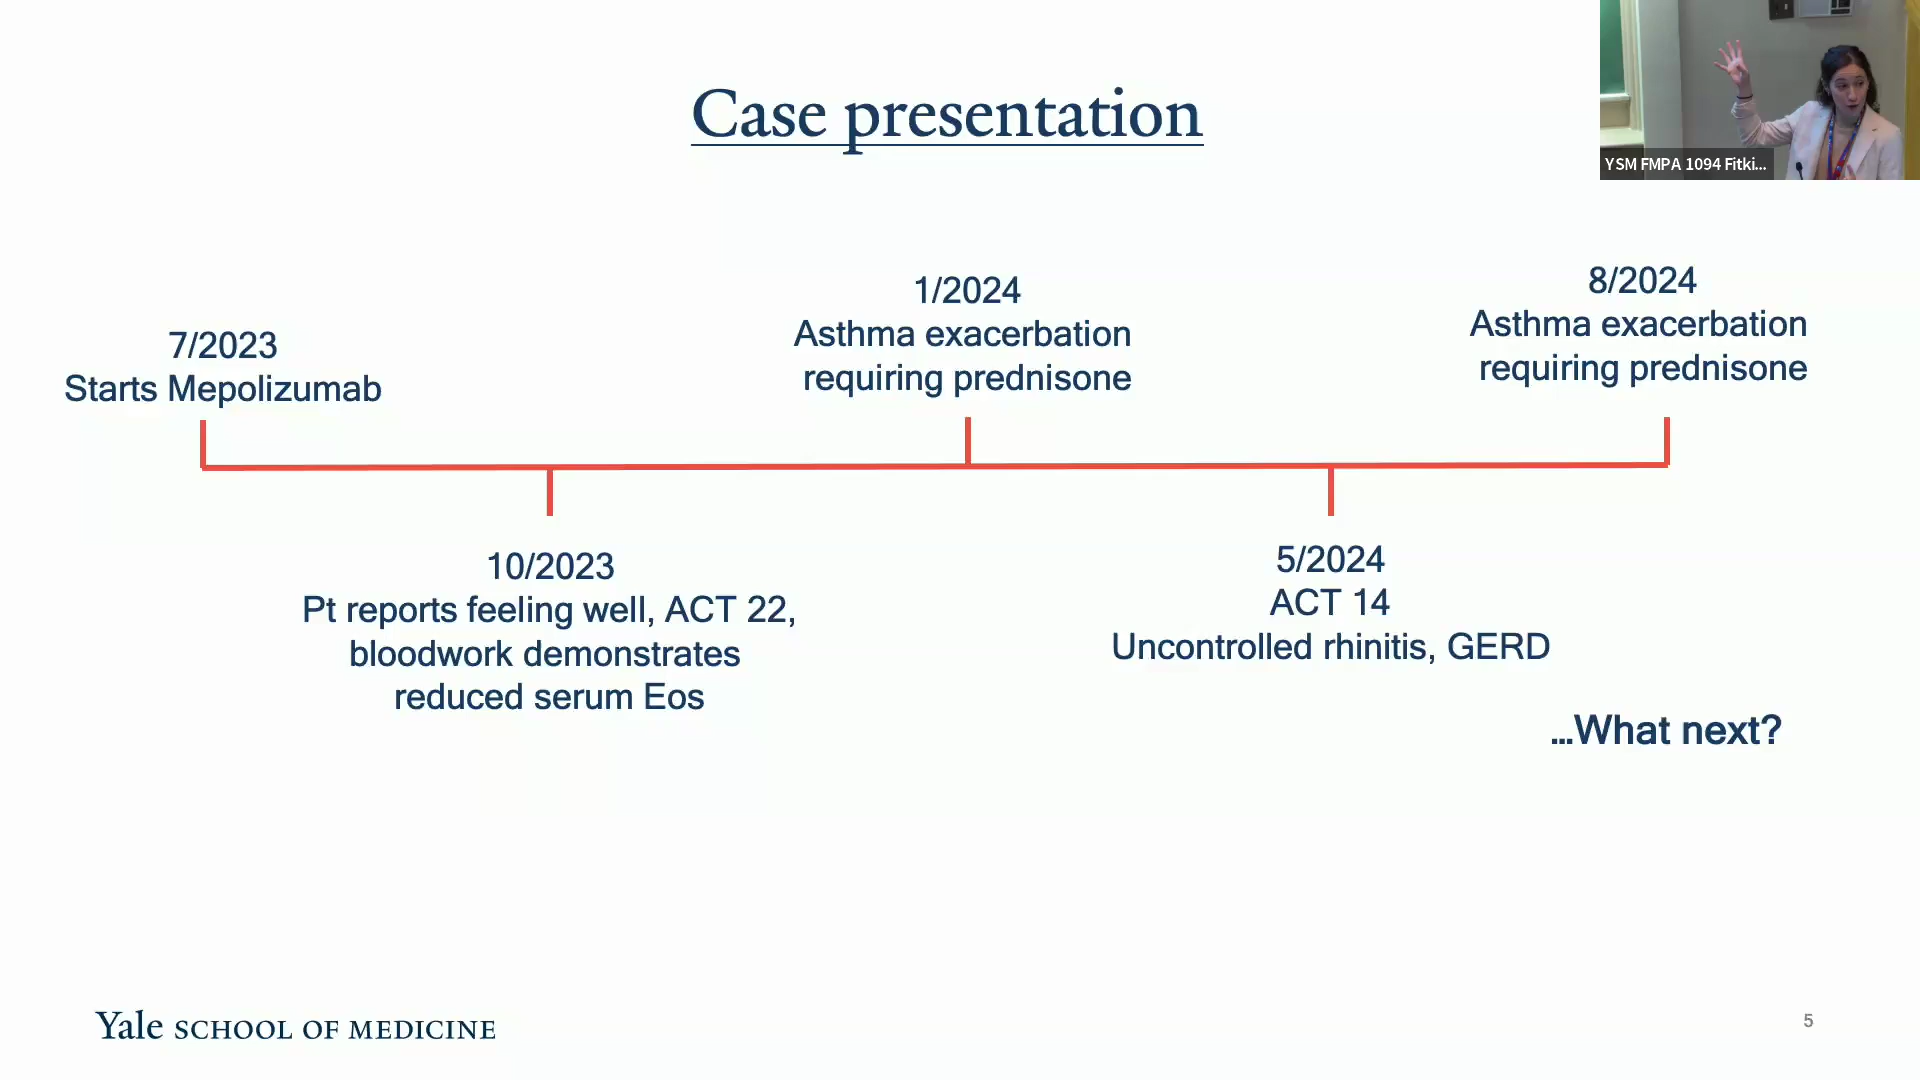 Case presentation
YSM FMPA 1094 Fitki...
7/2023
Starts Mepolizumab
1/2024
Asthma exacerbation
requiring prednisone
8/2024
Asthma exacerbation
requiring prednisone
10/2023
Pt reports feeling well, ACT 22,
bloodwork demonstrates
reduced serum Eos
5/2024
ACT 14
Uncontrolled rhinitis, GERD
...What next?
Yale SCHOOL OF MEDICINE
5